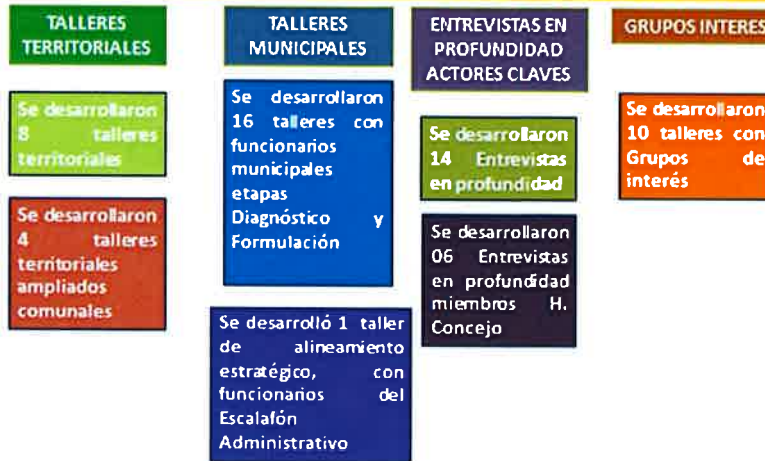 TALLERES
TERRITORIALES
Se desarrollaron
8 talleres
territoriales
Se desarrollaron
4 talleres
territoriales
ampliados
comunales
TALLERES
MUNICIPALES
Se desarrollaron
16 talleres con
funcionarios
municipales
etapas
Diagnóstico y
Formulación
Se desarrolló 1 taller
de alineamiento
estratégico, con
funcionarios del
Escalafón
Administrativo
ENTREVISTAS EN
PROFUNDIDAD
ACTORES CLAVES
Se desarrollaron
14 Entrevistas
en profundidad
Se desarrollaron
06 Entrevistas
en profundidad
miembros H.
Concejo
GRUPOS INTERES
Se desarrollaron
10 talleres con
Grupos de
interés